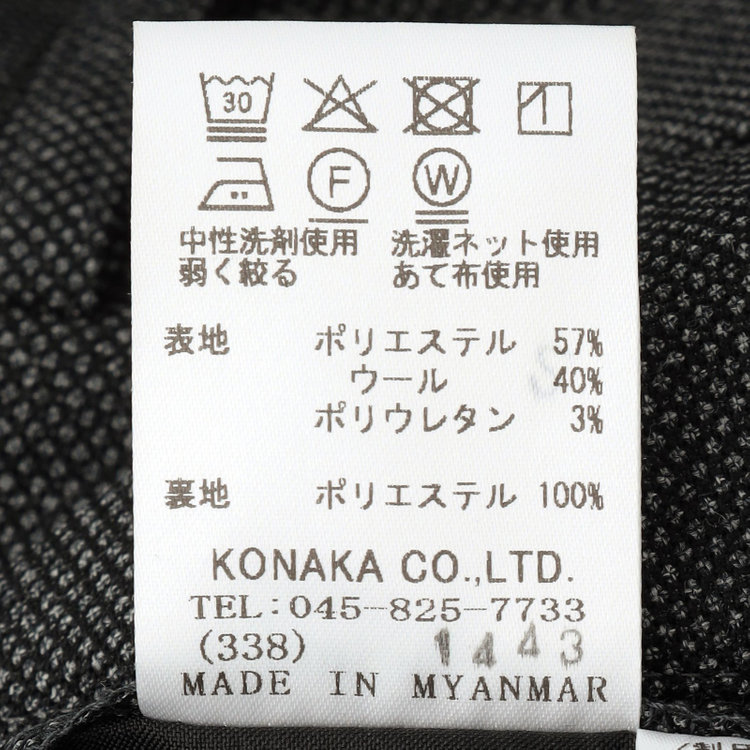 30
F W
中性洗剤使用 洗濯ネット使用
弱く絞る あて布使用
表地 ポリエステル 57%
ウール 40%
ポリウレタン 3%
裏地 ポリエステル 100%
KONAKA CO.,LTD.
TEL:045-825-7733
(338) 1443
MADE IN MYANMAR